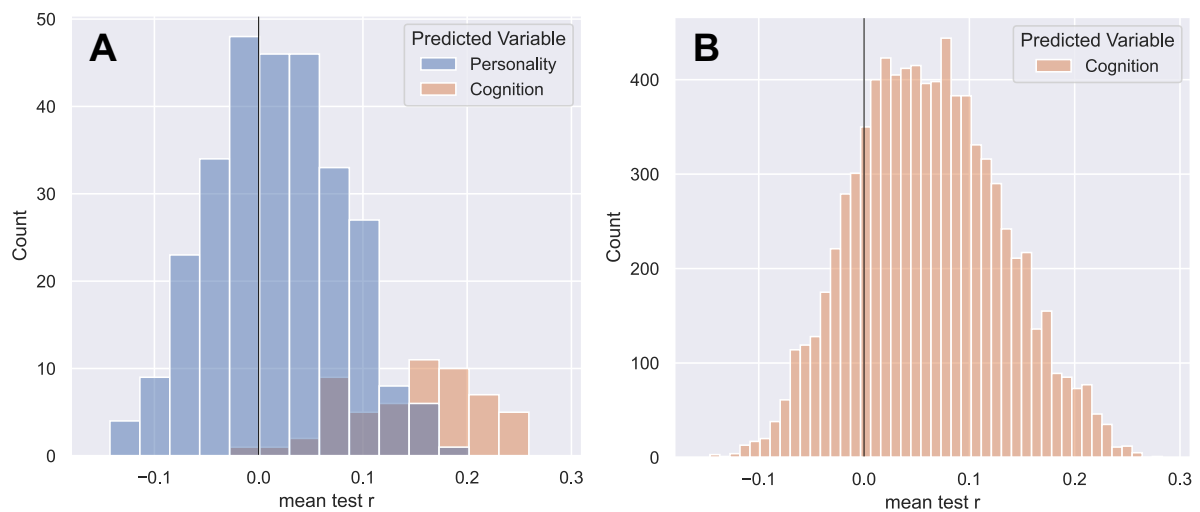 A
Predicted Variable
Personality
Cognition
50
40
30
20
10
0
Count
−0.1
0.0
0.1
0.2
0.3
mean test r
B
Predicted Variable
Cognition
400
300
200
100
0
Count
−0.1
0.0
0.1
0.2
0.3
mean test r